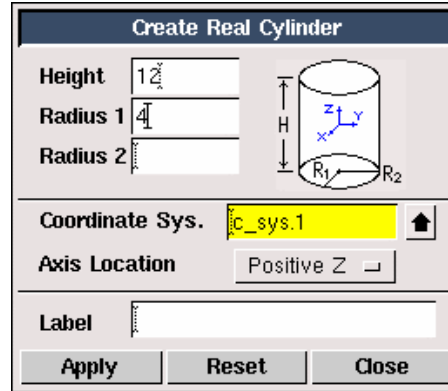 Create Real Cylinder
Height 12
Radius 1 4
Radius 2
H
Z
Y
X
R1
R2
Coordinate Sys. c_sys.1
Axis Location Positive Z
Label
Apply Reset Close